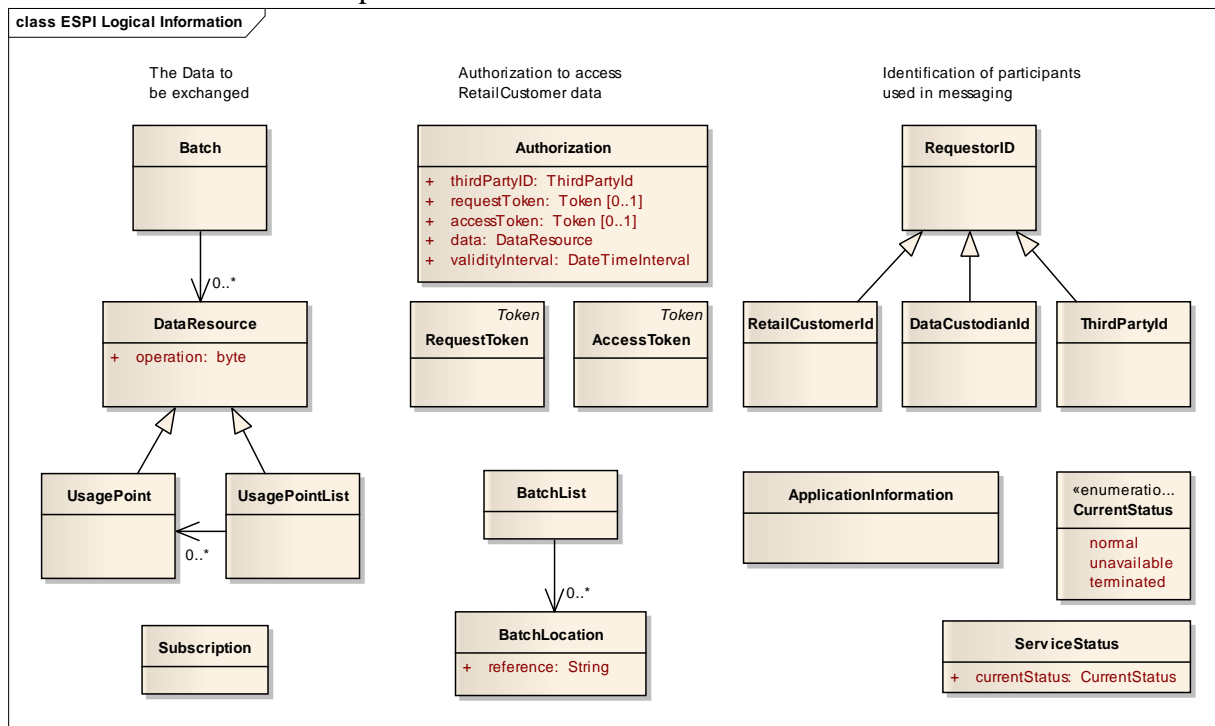 class ESPI Logical Information
The Data to
be exchanged
Authorization to access
RetailCustomer data
Identification of participants
used in messaging
Batch
Authorization
+ thirdPartyID: ThirdPartyId
+ requestToken: Token [0..1]
+ accessToken: Token [0..1]
+ data: DataResource
+ validityInterval: DateTimeInterval
RequestorID
0..*
DataResource
+ operation: byte
Token
RequestToken
Token
AccessToken
RetailCustomerId
DataCustodianId
ThirdPartyId
UsagePoint
UsagePointList
0..*
BatchList
0..*
ApplicationInformation
«enumeratio...
CurrentStatus
normal
unavailable
terminated
Subscription
BatchLocation
+ reference: String
ServiceStatus
+ currentStatus: CurrentStatus